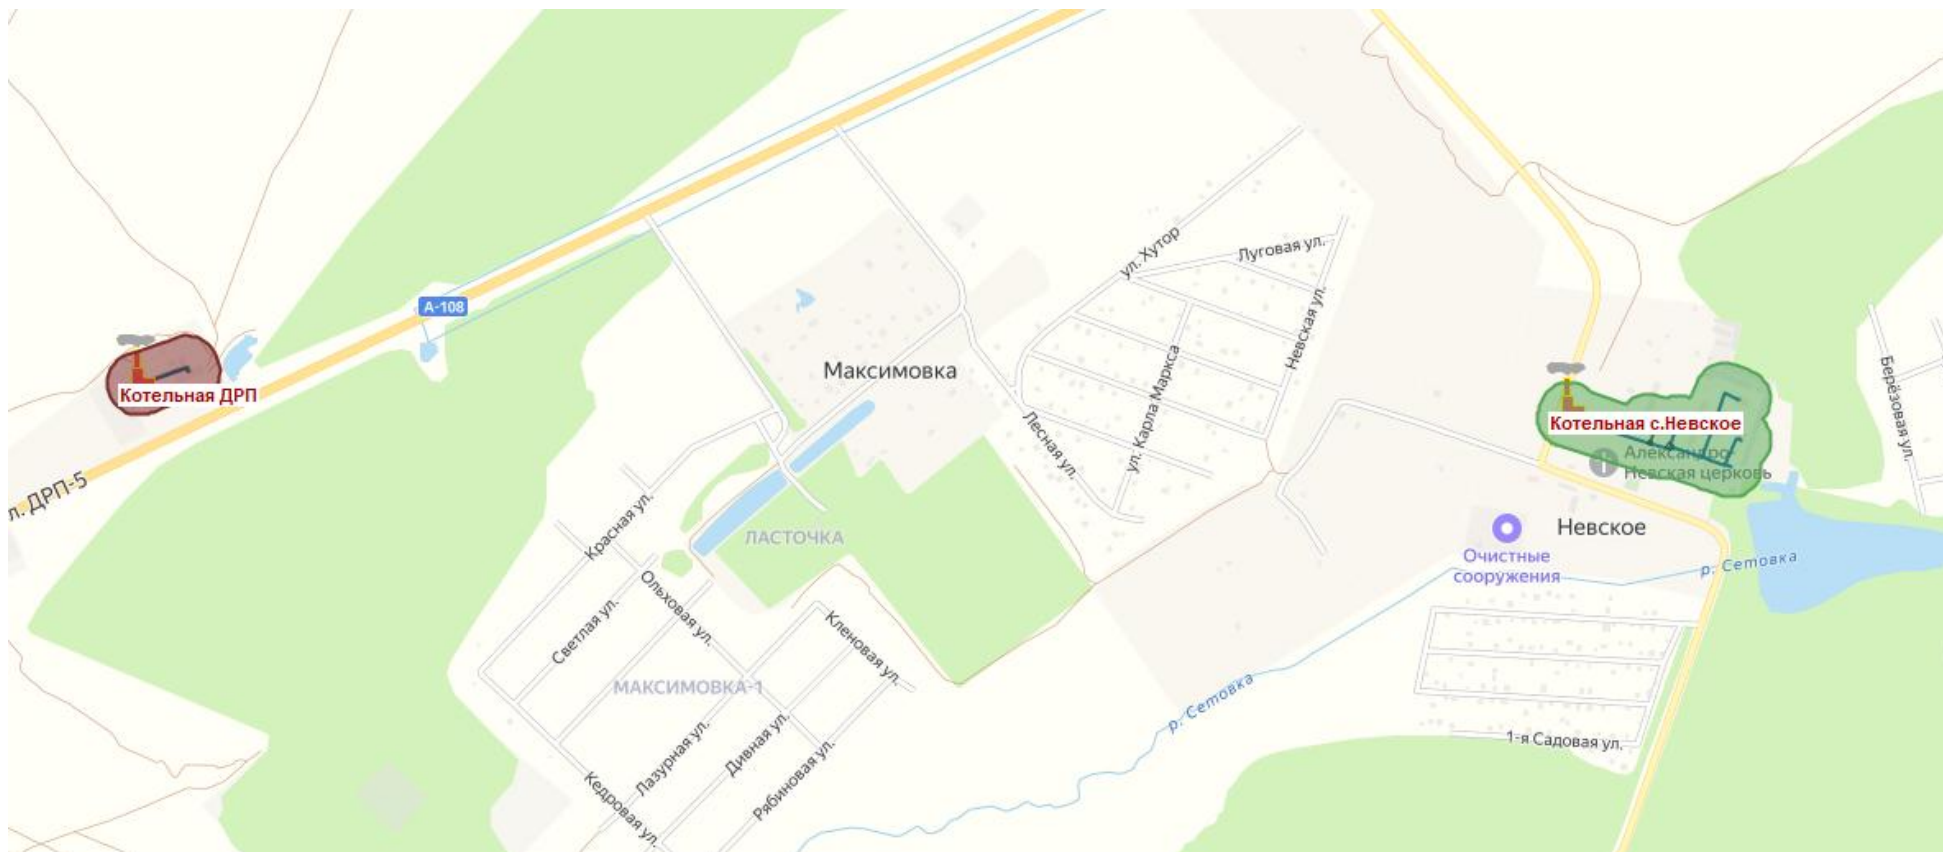 А-108
Котельная ДРП
л. ДРП-5
Максимовка
ул. Хутор
Луговая ул.
Невская ул.
ул. Карла Маркса
Лесная ул.
Котельная с.Невское
Александро-
Невская церковь
Берёзовая ул.
Невское
Очистные
сооружения
р. Сетовка
р. Сетовка
1-я Садовая ул.
ЛАСТОЧКА
Красная ул.
Ольховая ул.
Светлая ул.
Кленовая ул.
МАКСИМОВКА-1
Лазурная ул.
Дивная ул.
Рябиновая ул.
Кедровая ул.